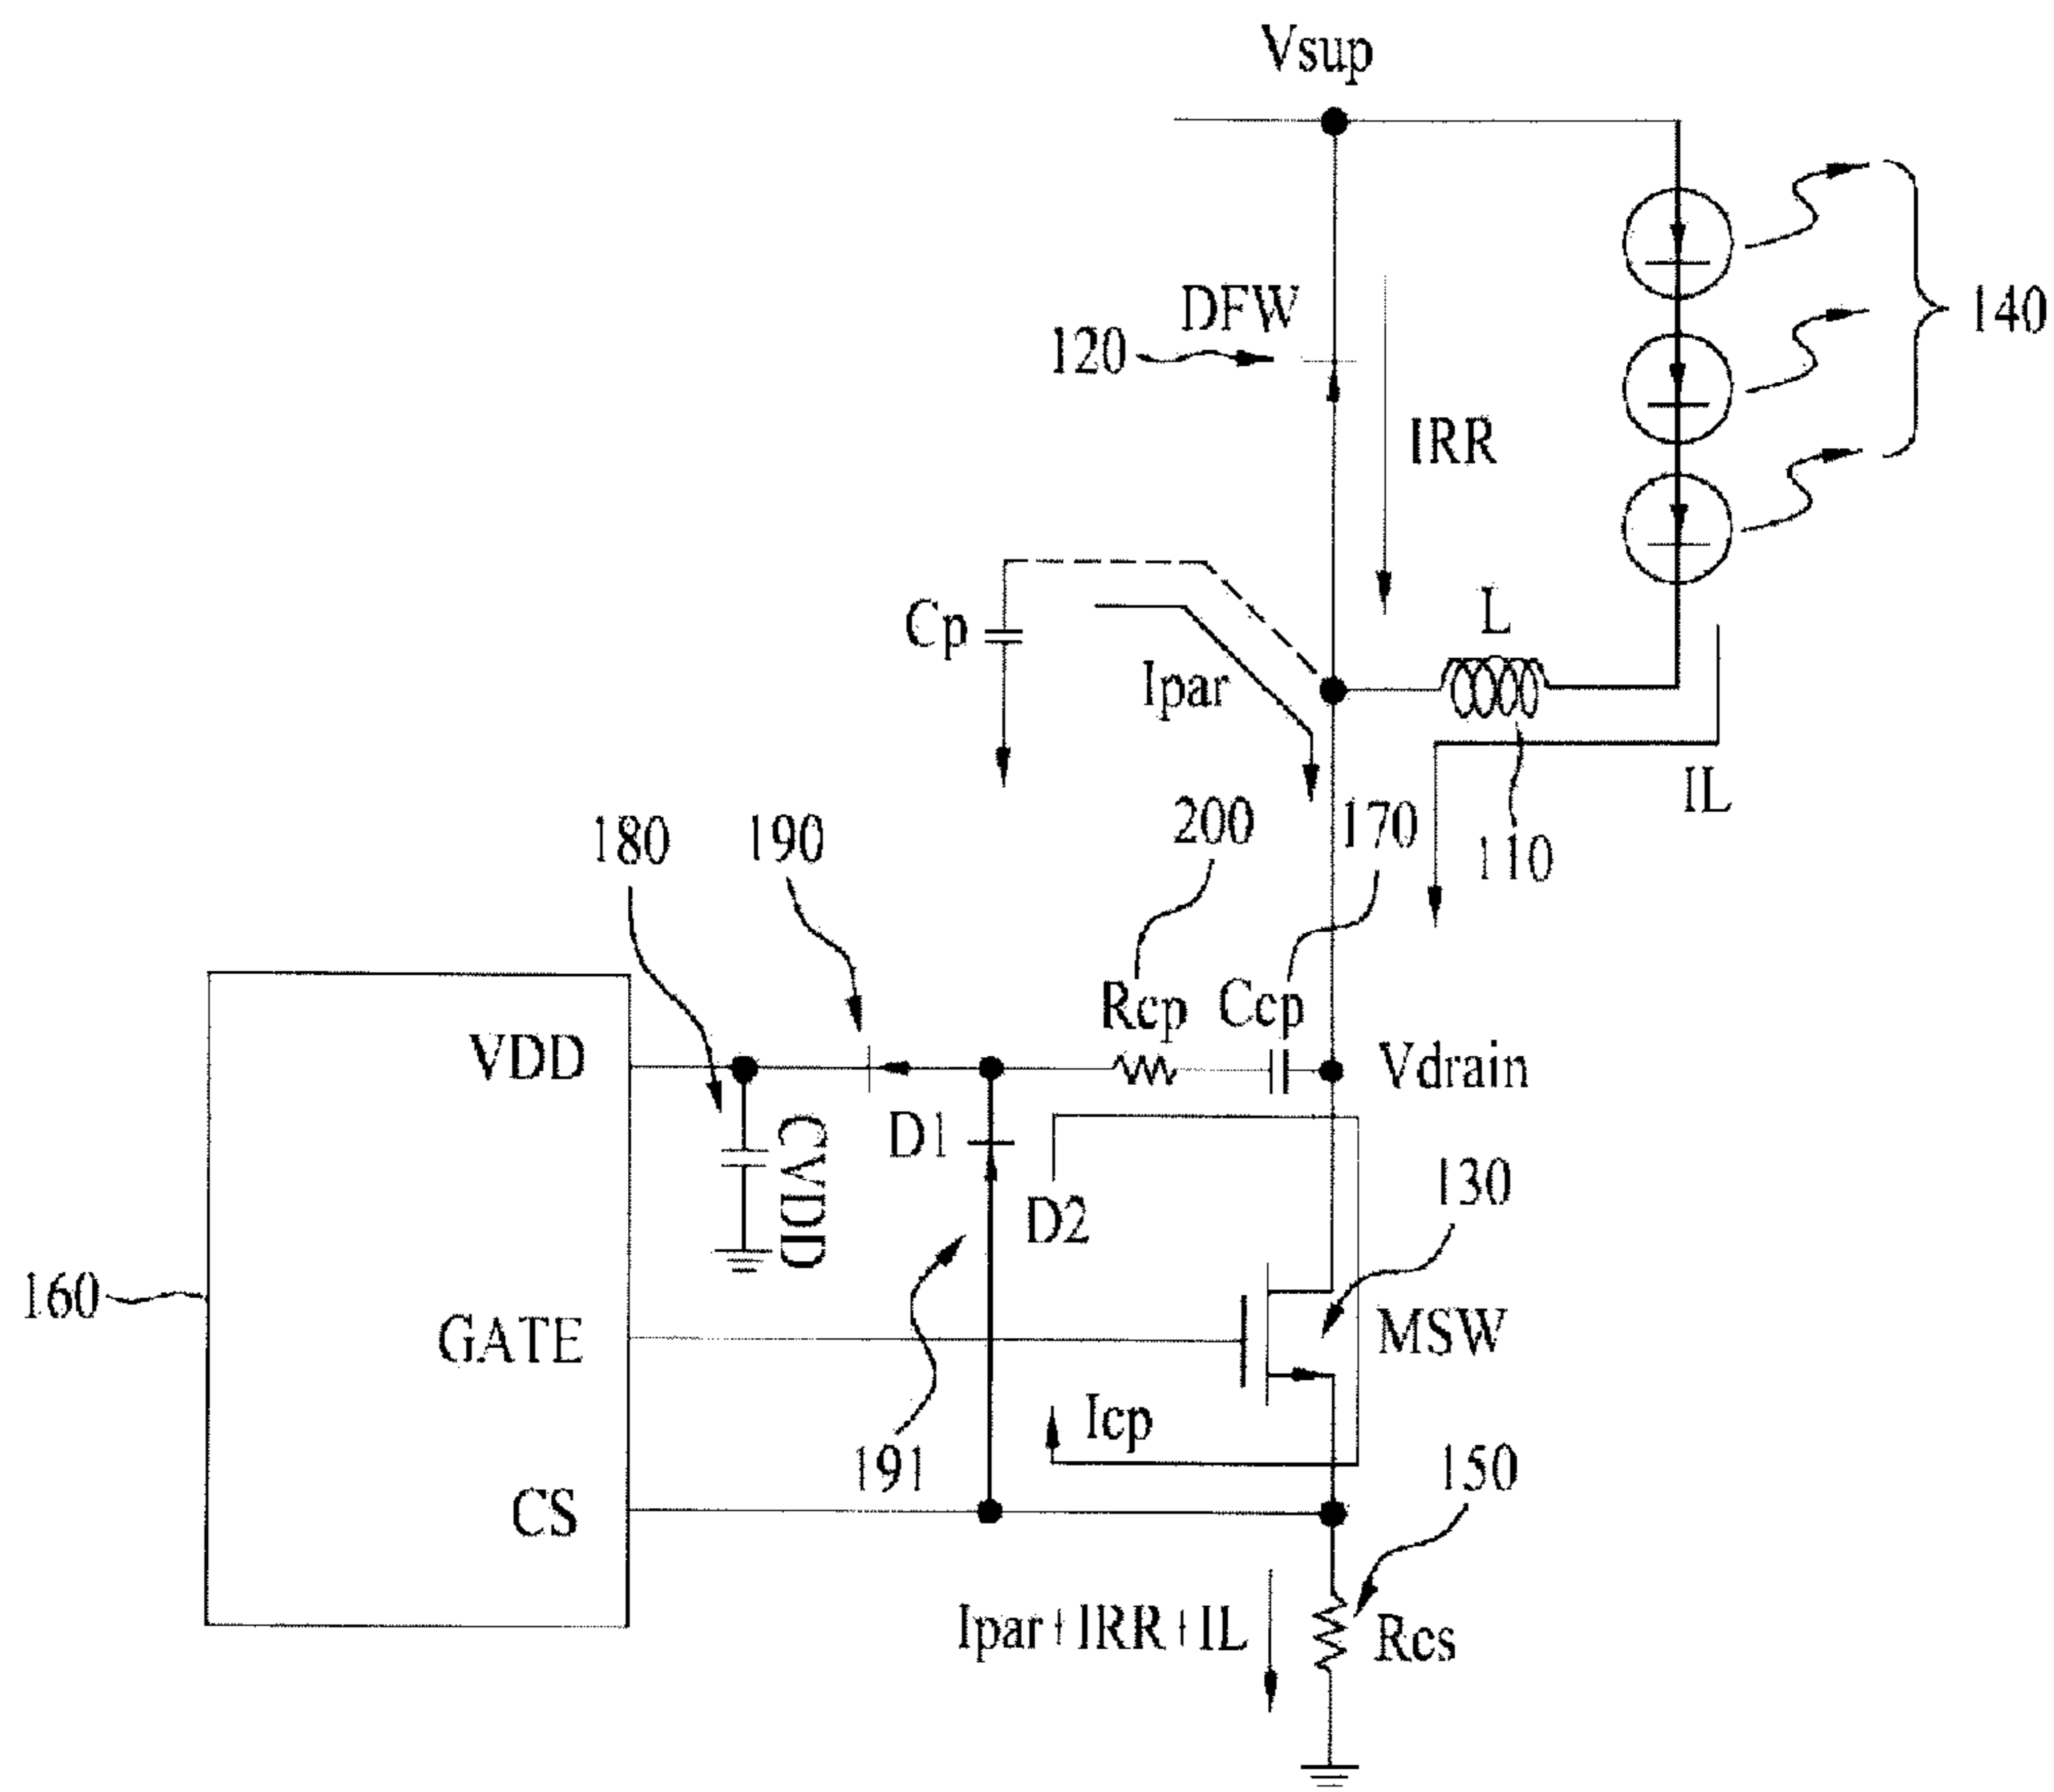 Vsup
DFW
120
140
IRR
Cp
L
Ipar
IL
180
190
200
170
110
Rcp
Ccp
VDD
Vdrain
D1
CVDD
D2
130
160
GATE
MSW
Icp
191
150
CS
Ipar+IRR+IL
Rcs